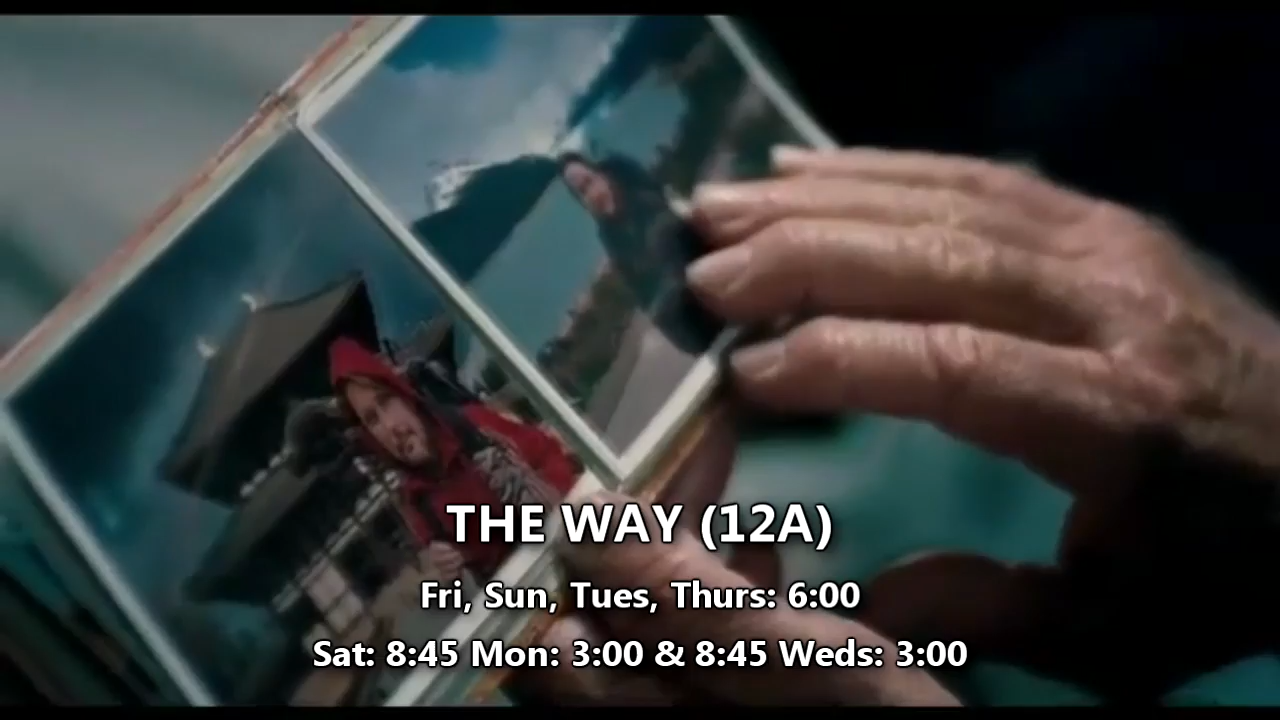 THE WAY (12A)
Fri, Sun, Tues, Thurs: 6:00
Sat: 8:45 Mon: 3:00 & 8:45 Weds: 3:00